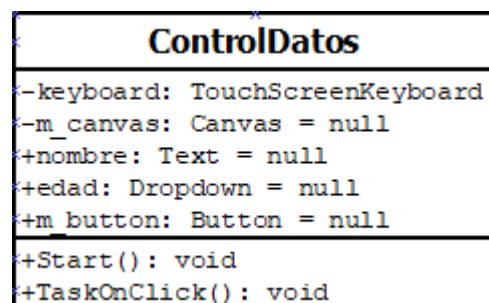 ControlDatos
-keyboard: TouchScreenKeyboard
-m_canvas: Canvas = null
+nombre: Text = null
+edad: Dropdown = null
+m_button: Button = null
+Start(): void
+TaskOnClick(): void